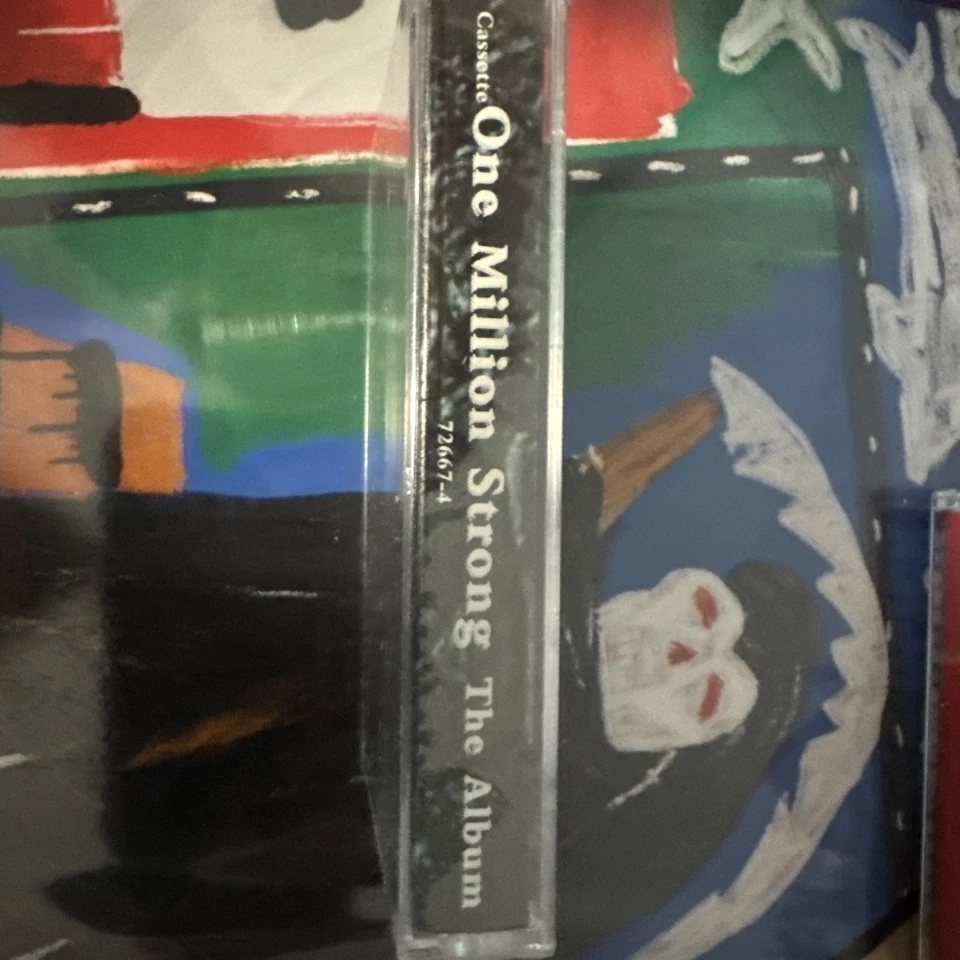 Cassette
One Million Strong The Album
72667-4